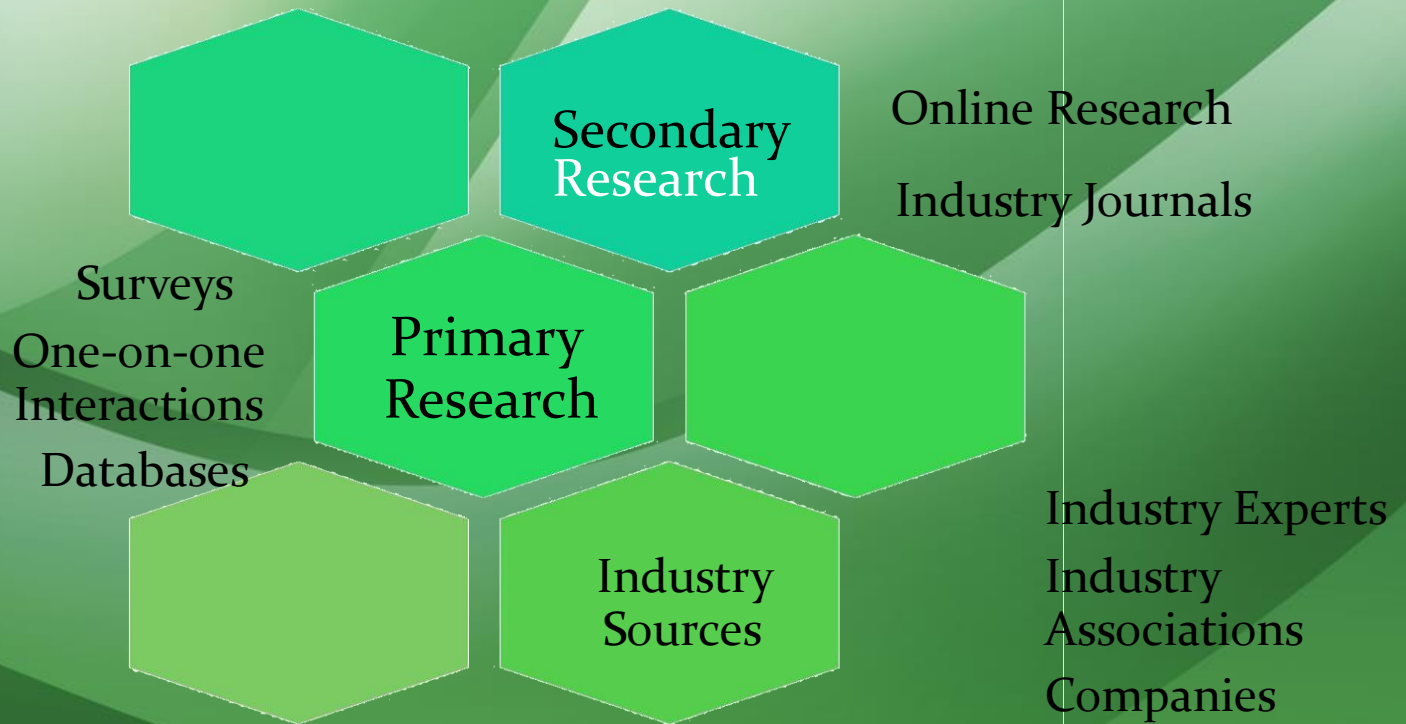 Secondary
Research
Online Research
Industry Journals
Surveys
One-on-one
Interactions
Databases
Primary
Research
Industry
Sources
Industry Experts
Industry
Associations
Companies